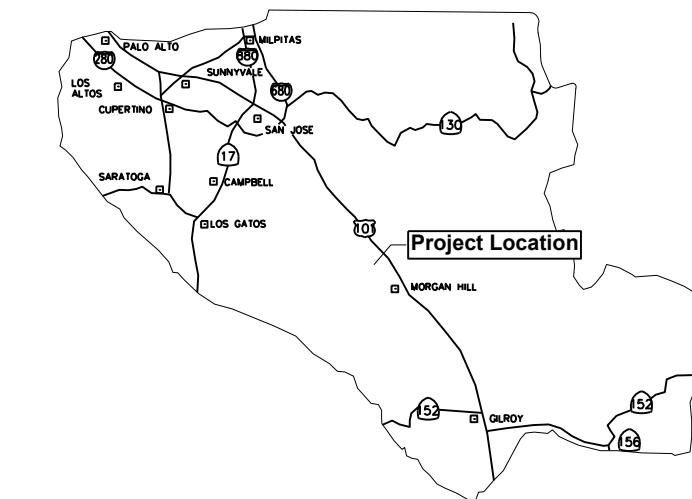 PALO ALTO
MILPITAS
280
880
SUNNYVALE
LOS
ALTOS
680
CUPERTINO
130
SAN JOSE
17
SARATOGA
CAMPBELL
LOS GATOS
101
Project Location
MORGAN HILL
152
GILROY
152
156